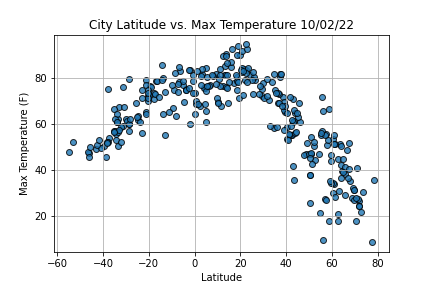 City Latitude vs. Max Temperature 10/02/22
Max Temperature (F)
80
60
40
20
−60 −40 −20 0 20 40 60 80
Latitude